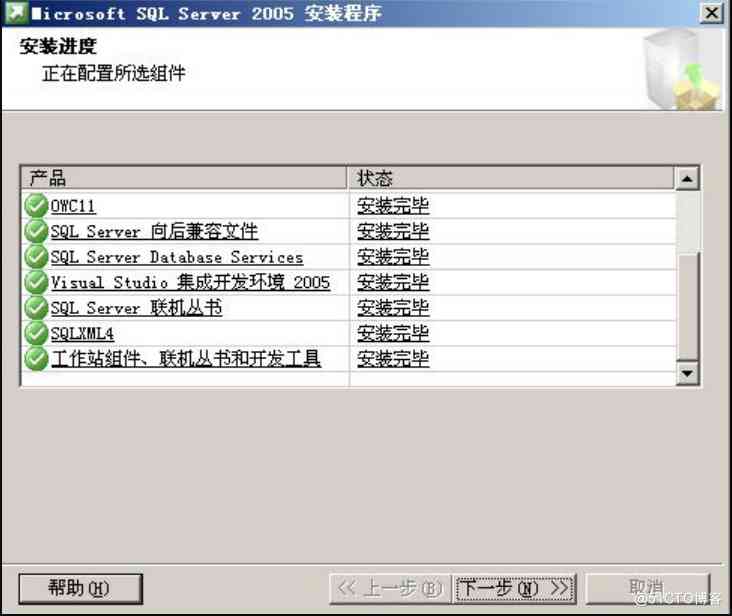 Microsoft SQL Server 2005 安装程序
安装进度
正在配置所选组件
产品 状态
OWC11 安装完毕
SQL Server 向后兼容文件 安装完毕
SQL Server Database Services 安装完毕
Visual Studio 集成开发环境 2005 安装完毕
SQL Server 联机丛书 安装完毕
SQLXML4 安装完毕
工作站组件、联机丛书和开发工具 安装完毕
帮助(H) << 上一步(B) 下一步(N) >> 取消
@51CTO博客